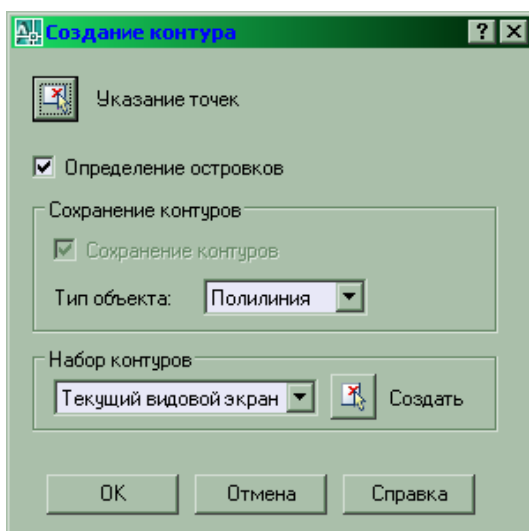 Создание контура
Указание точек
Определение островков
Сохранение контуров
Сохранение контуров
Тип объекта: Полилиния
Набор контуров
Текущий видовой экран Создать
OK Отмена Справка